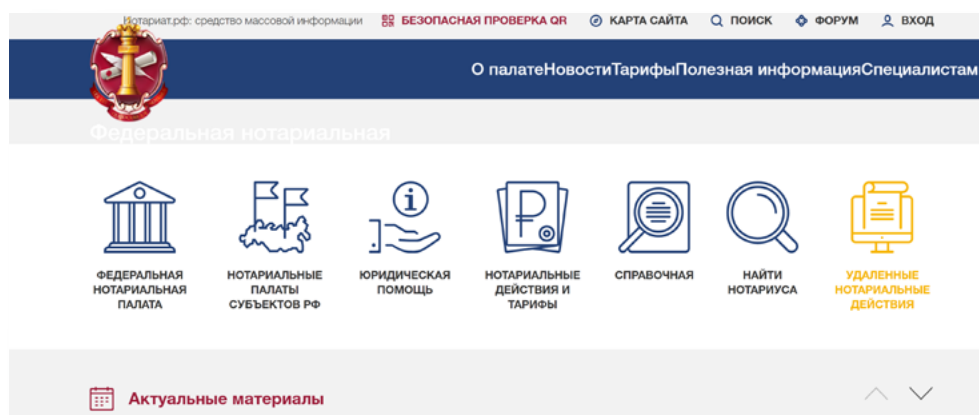 Нотариат.рф: средство массовой информации БЕЗОПАСНАЯ ПРОВЕРКА QR КАРТА САЙТА ПОИСК ФОРУМ ВХОД
О палатеНовостиТарифыПолезная информацияСпециалистам
Федеральная нотариальная
ФЕДЕРАЛЬНАЯ
НОТАРИАЛЬНАЯ
ПАЛАТА
НОТАРИАЛЬНЫЕ
ПАЛАТЫ
СУБЪЕКТОВ РФ
ЮРИДИЧЕСКАЯ
ПОМОЩЬ
НОТАРИАЛЬНЫЕ
ДЕЙСТВИЯ И
ТАРИФЫ
СПРАВОЧНАЯ
НАЙТИ
НОТАРИУСА
УДАЛЕННЫЕ
НОТАРИАЛЬНЫЕ
ДЕЙСТВИЯ
Актуальные материалы